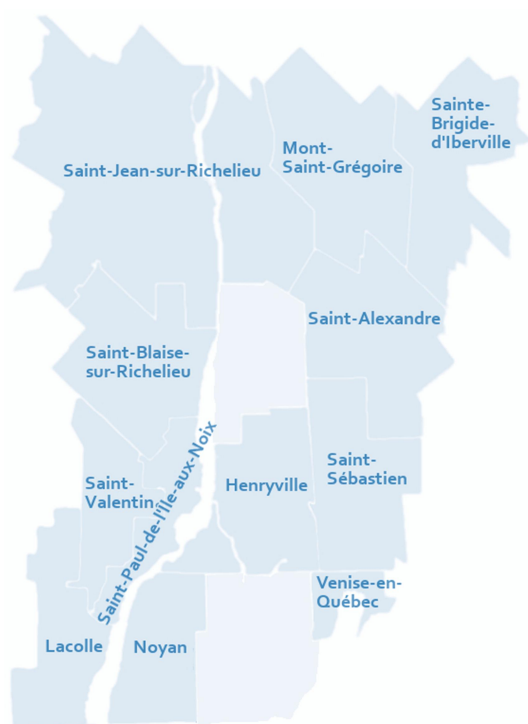 Sainte-
Brigide-
d'Iberville
Mont-
Saint-Grégoire
Saint-Jean-sur-Richelieu
Saint-Alexandre
Saint-Blaise-
sur-Richelieu
Saint-Paul-de-l'Île-aux-Noix
Saint-
Sébastien
Saint-
Valentin
Henryville
Venise-en-
Québec
Lacolle
Noyan